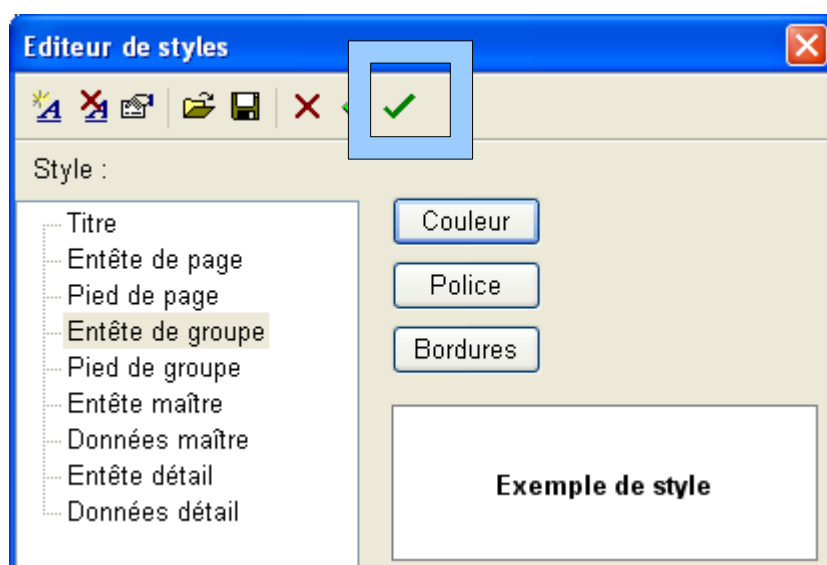 Editeur de styles
Style :
Titre
Entête de page
Pied de page
Entête de groupe
Pied de groupe
Entête maître
Données maître
Entête détail
Données détail
Couleur
Police
Bordures
Exemple de style